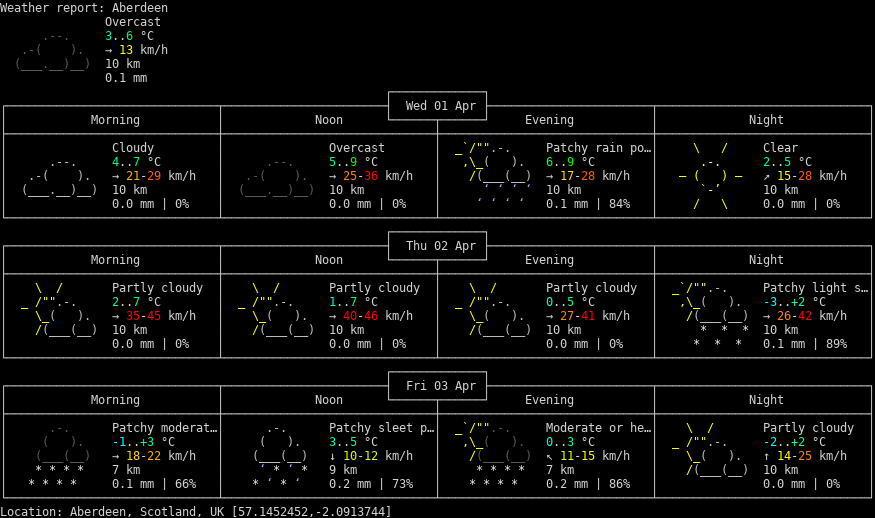 Weather report: Aberdeen
Overcast
3..6 °C
→ 13 km/h
10 km
0.1 mm
Wed 01 Apr
Morning Noon Evening Night
Cloudy Overcast Patchy rain po… Clear
4..7 °C 5..9 °C 6..9 °C 2..5 °C
→ 21-29 km/h → 25-36 km/h → 17-28 km/h ↗ 15-28 km/h
10 km 10 km 10 km 10 km
0.0 mm | 0% 0.0 mm | 0% 0.1 mm | 84% 0.0 mm | 0%
Thu 02 Apr
Morning Noon Evening Night
Partly cloudy Partly cloudy Partly cloudy Patchy light s…
2..7 °C 1..7 °C 0..5 °C -3..+2 °C
→ 35-45 km/h → 40-46 km/h → 27-41 km/h → 26-42 km/h
10 km 10 km 10 km 10 km
0.0 mm | 0% 0.0 mm | 0% 0.0 mm | 0% 0.1 mm | 89%
Fri 03 Apr
Morning Noon Evening Night
Patchy moderat… Patchy sleet p… Moderate or he… Partly cloudy
-1..+3 °C 3..5 °C 0..3 °C -2..+2 °C
→ 18-22 km/h ↓ 10-12 km/h ↖ 11-15 km/h ↑ 14-25 km/h
7 km 9 km 7 km 10 km
0.1 mm | 66% 0.2 mm | 73% 0.2 mm | 86% 0.0 mm | 0%
Location: Aberdeen, Scotland, UK [57.1452452,-2.0913744]